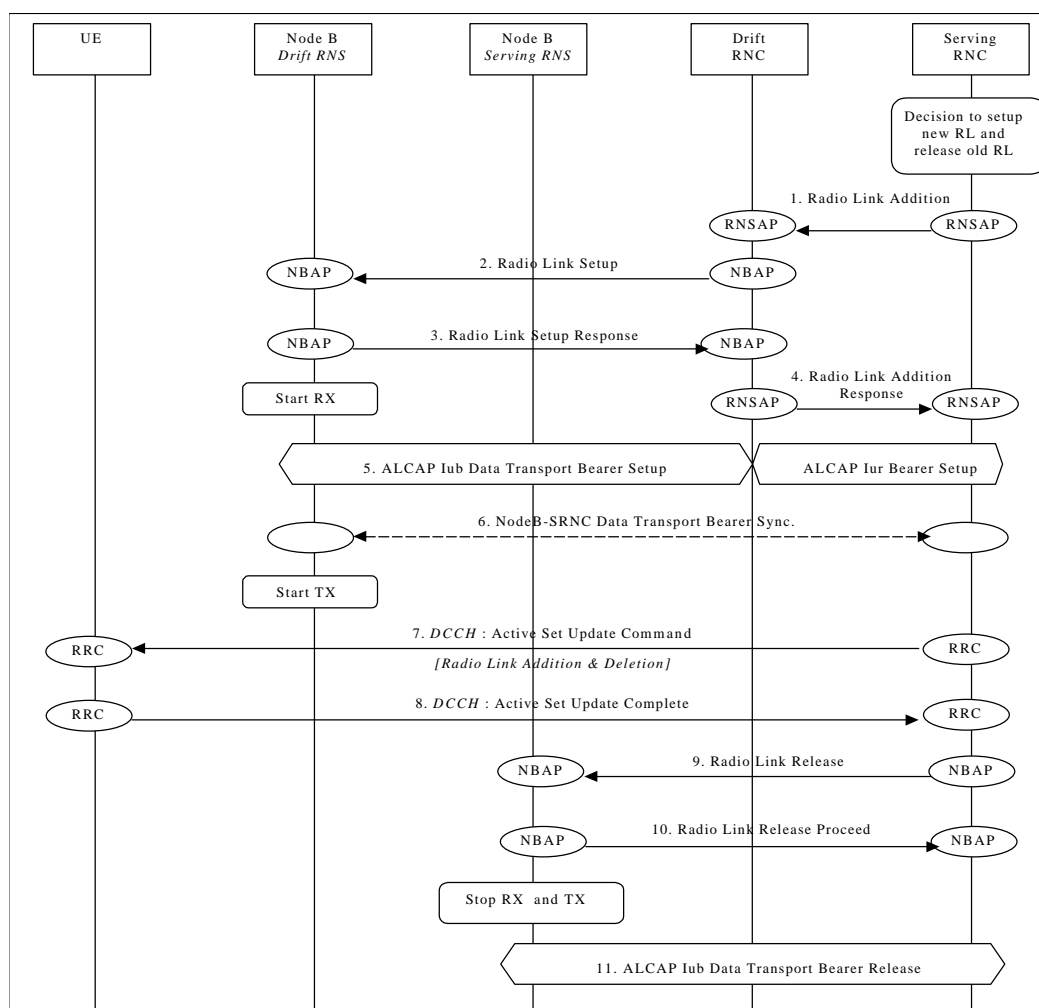 UE
Node B
Drift RNS
Node B
Serving RNS
Drift
RNC
Serving
RNC
Decision to setup
new RL and
release old RL
1. Radio Link Addition
RNSAP
RNSAP
2. Radio Link Setup
NBAP
NBAP
3. Radio Link Setup Response
NBAP
NBAP
4. Radio Link Addition
Response
Start RX
RNSAP
RNSAP
5. ALCAP Iub Data Transport Bearer Setup
ALCAP Iur Bearer Setup
6. NodeB-SRNC Data Transport Bearer Sync.
Start TX
7. DCCH : Active Set Update Command
RRC
RRC
[Radio Link Addition & Deletion]
8. DCCH : Active Set Update Complete
RRC
RRC
9. Radio Link Release
NBAP
NBAP
10. Radio Link Release Proceed
NBAP
NBAP
Stop RX and TX
11. ALCAP Iub Data Transport Bearer Release